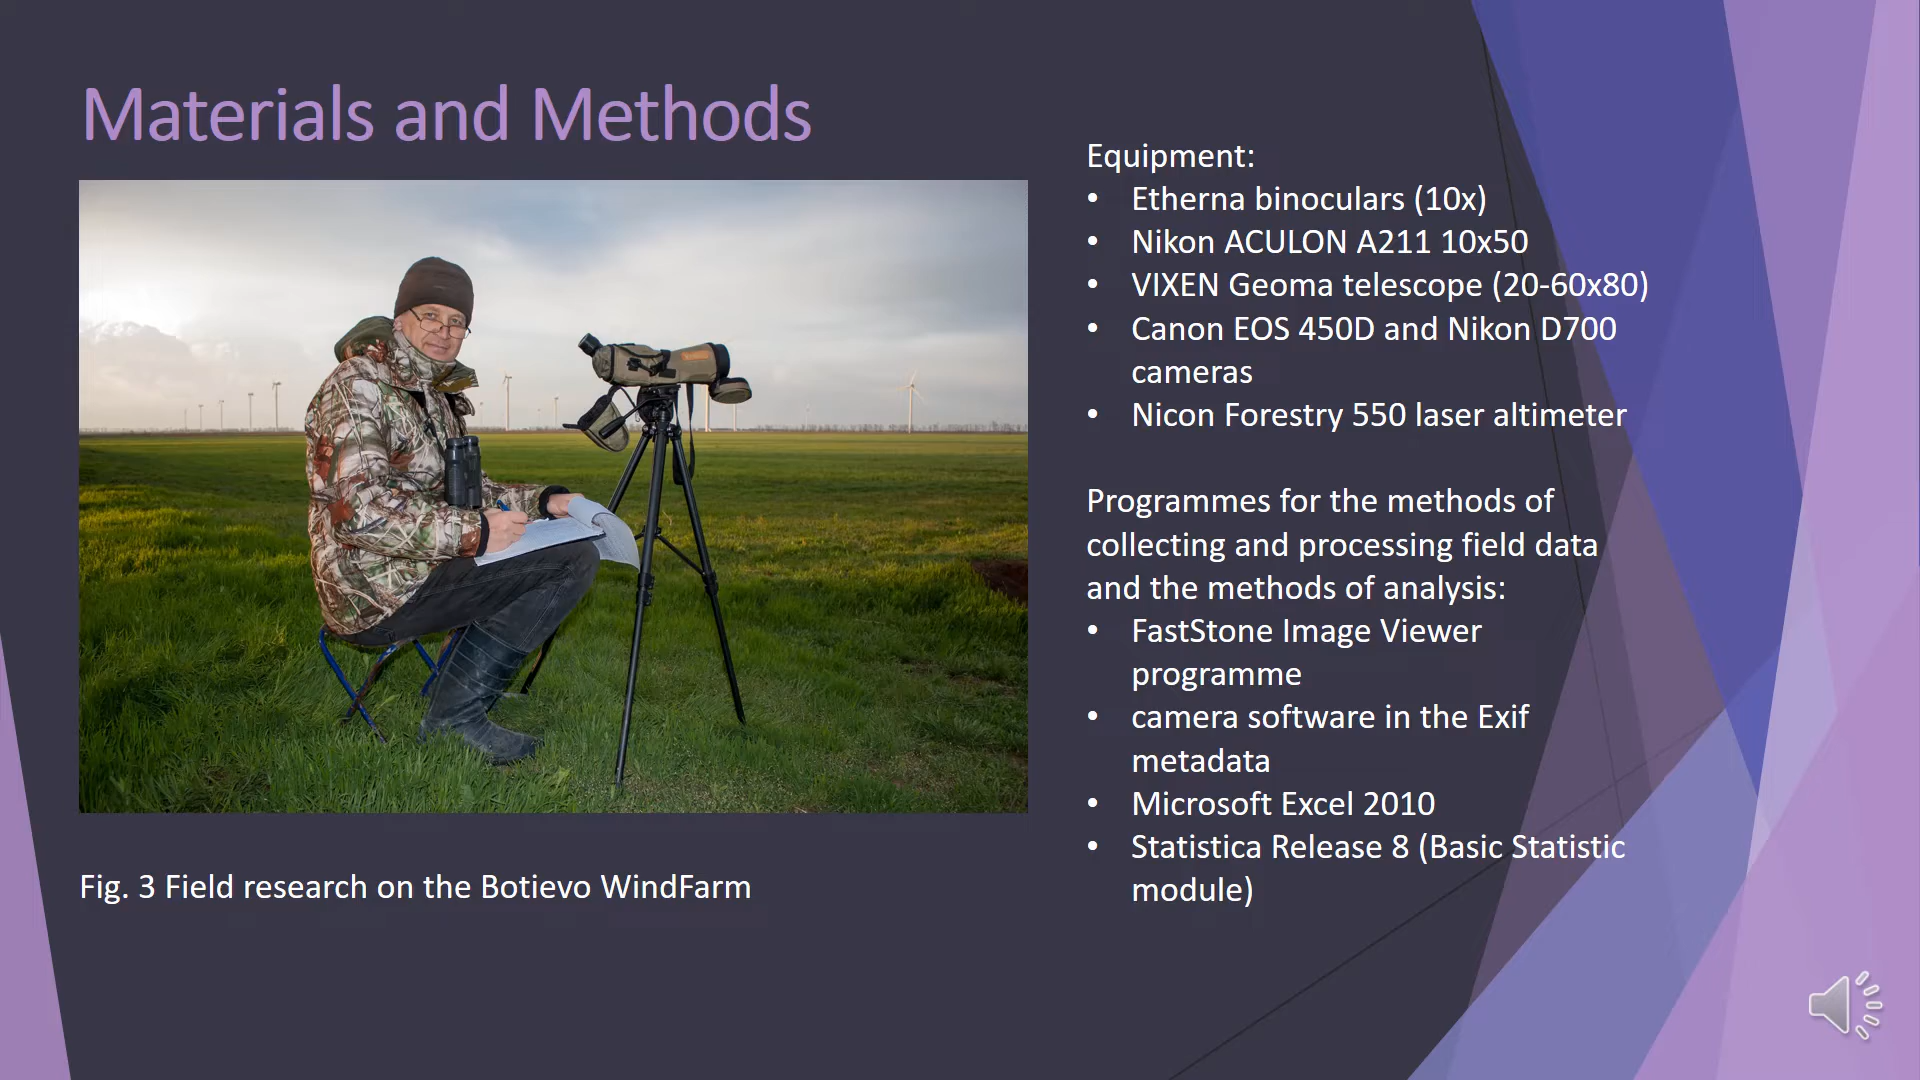 Materials and Methods
Equipment:
• Etherna binoculars (10x)
• Nikon ACULON A211 10x50
• VIXEN Geoma telescope (20-60x80)
• Canon EOS 450D and Nikon D700
cameras
• Nicon Forestry 550 laser altimeter
Programmes for the methods of
collecting and processing field data
and the methods of analysis:
• FastStone Image Viewer
programme
• camera software in the Exif
metadata
• Microsoft Excel 2010
• Statistica Release 8 (Basic Statistic
module)
Fig. 3 Field research on the Botievo WindFarm